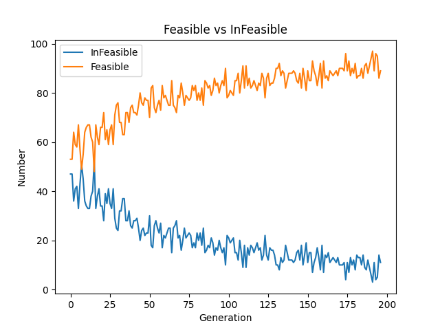 Feasible vs InFeasible
InFeasible
Feasible
100
80
60
40
20
0
Number
0 25 50 75 100 125 150 175 200
Generation